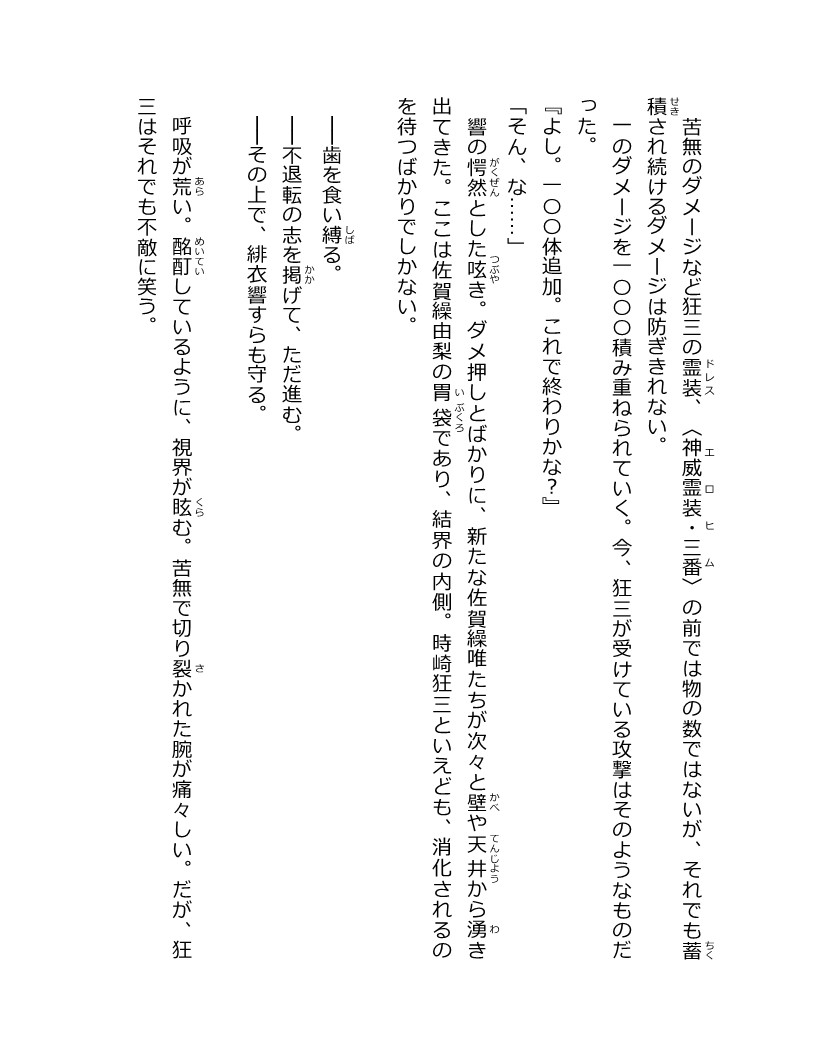 苦無のダメージなど狂三の霊装、〈神威霊装・三番〉の前では物の数ではないが、それでも蓄
積され続けるダメージは防ぎきれない。
一のダメージを一〇〇〇積み重ねられていく。今、狂三が受けている攻撃はそのようなものだ
った。
『よし。一〇〇体追加。これで終わりかな？』
「そん、な……」
響の愕然とした呟き。ダメ押しとばかりに、新たな佐賀繰唯たちが次々と壁や天井から湧き
出てきた。ここは佐賀繰由梨の胃袋であり、結界の内側。時崎狂三といえども、消化されるの
を待つばかりでしかない。
──歯を食い縛る。
──不退転の志を掲げて、ただ進む。
──その上で、緋衣響すらも守る。
呼吸が荒い。酩酊しているように、視界が眩む。苦無で切り裂かれた腕が痛々しい。だが、狂
三はそれでも不敵に笑う。